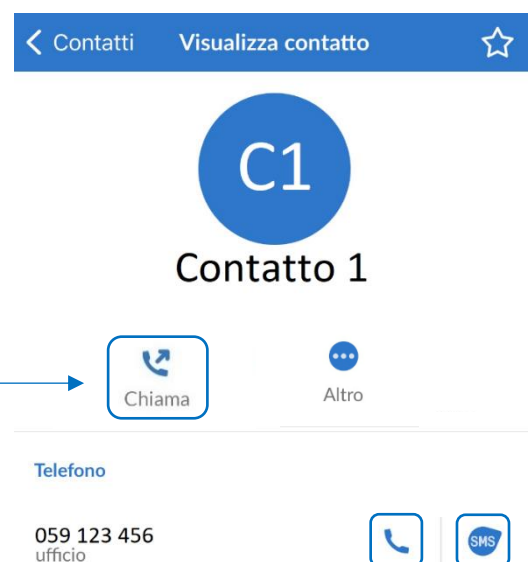 Contatti Visualizza contatto
C1
Contatto 1
Chiama Altro
Telefono
059 123 456
ufficio
SMS